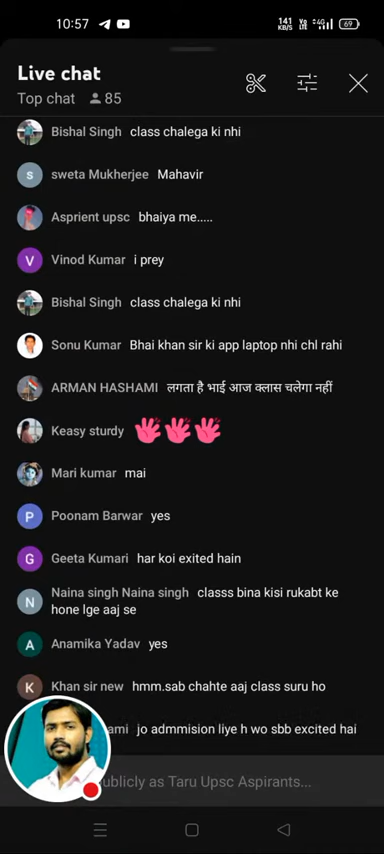 10:57
141 KB/S Vo LTE 4G 69
Live chat
Top chat 85
Bishal Singh class chalega ki nhi
s sweta Mukherjee Mahavir
Asprient upsc bhaiya me.....
V Vinod Kumar i prey
Bishal Singh class chalega ki nhi
Sonu Kumar Bhai khan sir ki app laptop nhi chl rahi
ARMAN HASHAMI लगता है भाई आज क्लास चलेगा नहीं
Keasy sturdy
Mari kumar mai
P Poonam Barwar yes
G Geeta Kumari har koi exited hain
N Naina singh Naina singh classs bina kisi rukabt ke
hone lge aaj se
A Anamika Yadav yes
K Khan sir new hmm.sab chahte aaj class suru ho
ami jo admmision liye h wo sbb excited hai
ublicly as Taru Upsc Aspirants...